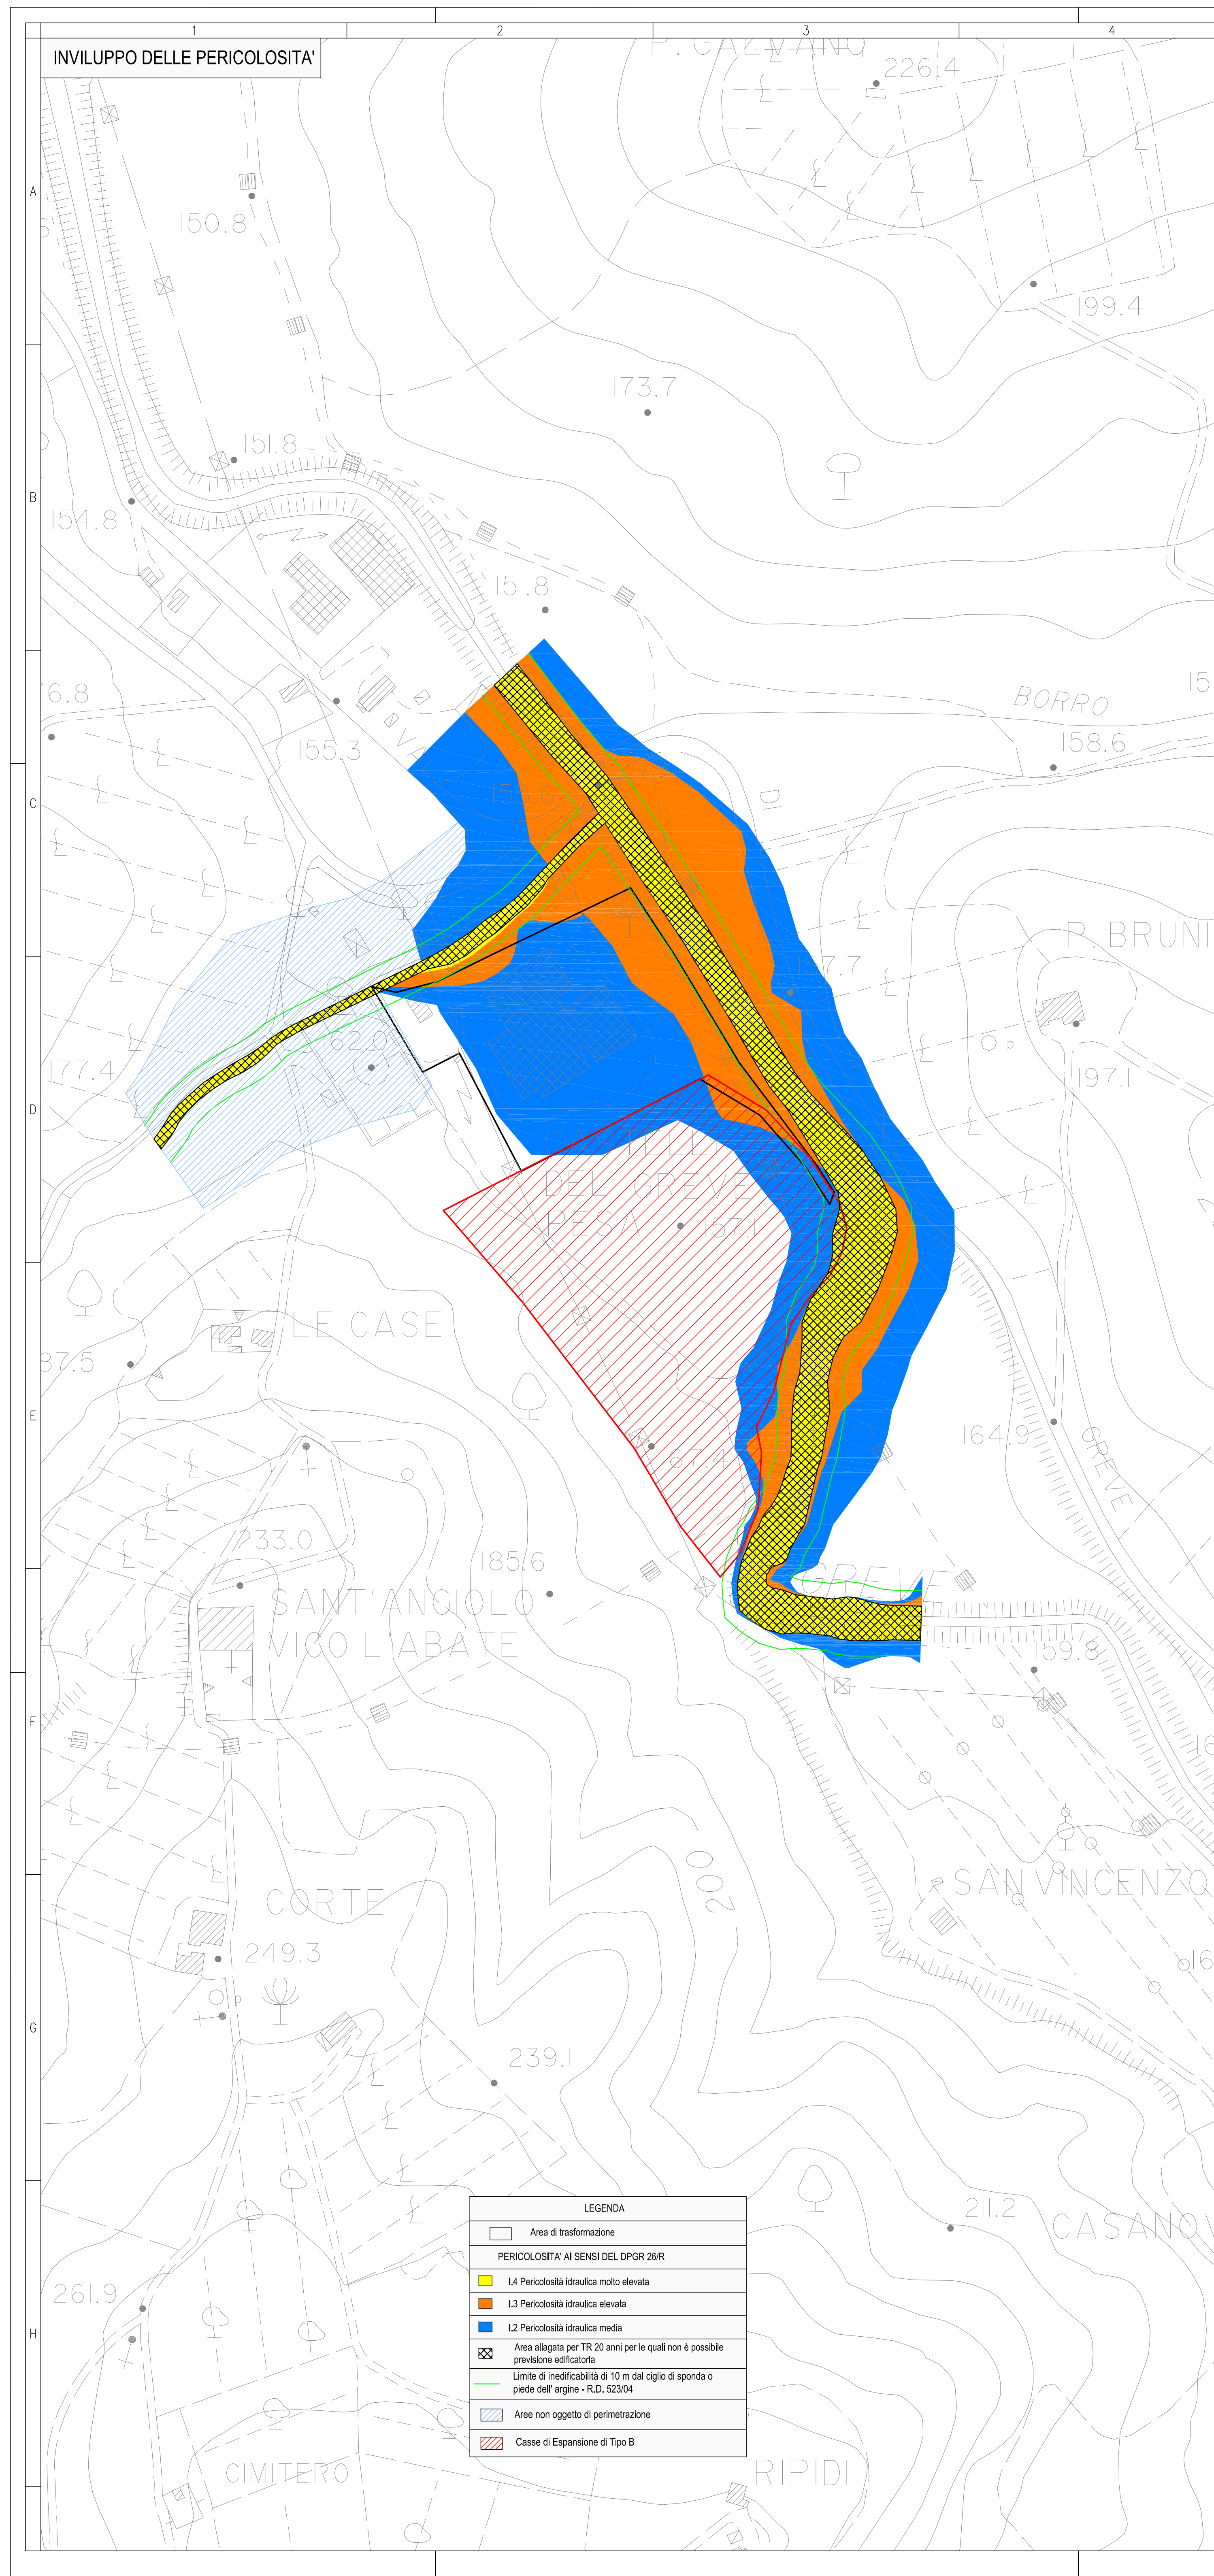 1 2 3 4
INVILUPPO DELLE PERICOLOSITA'
P. GALVANO
226.4
A
150.8
199.4
173.7
151.8
B
154.8
151.8
BORRO
15
6.8
155.3
158.6
C
DI
P. BRUNI
p
162.0
177.4
197.1
D
DEL GREVE
PESA
157.1
LE CASE
87.5
E
164.9
GREVE
167.4
233.0
185.6
GREVE
SANT'ANGIOLO
VICO L'ABATE
159.8
F
16
200
SAN VINCENZO
CORTE
249.3
16
p
G
239.1
211.2
CASANO
261.9
H
CIMITERO
RIPIDI
LEGENDA
Area di trasformazione
PERICOLOSITA' AI SENSI DEL DPGR 26/R
I.4 Pericolosità idraulica molto elevata
I.3 Pericolosità idraulica elevata
I.2 Pericolosità idraulica media
Area allagata per TR 20 anni per le quali non è possibile
previsione edificatoria
Limite di inedificabilità di 10 m dal ciglio di sponda o
piede dell' argine - R.D. 523/04
Aree non oggetto di perimetrazione
Casse di Espansione di Tipo B